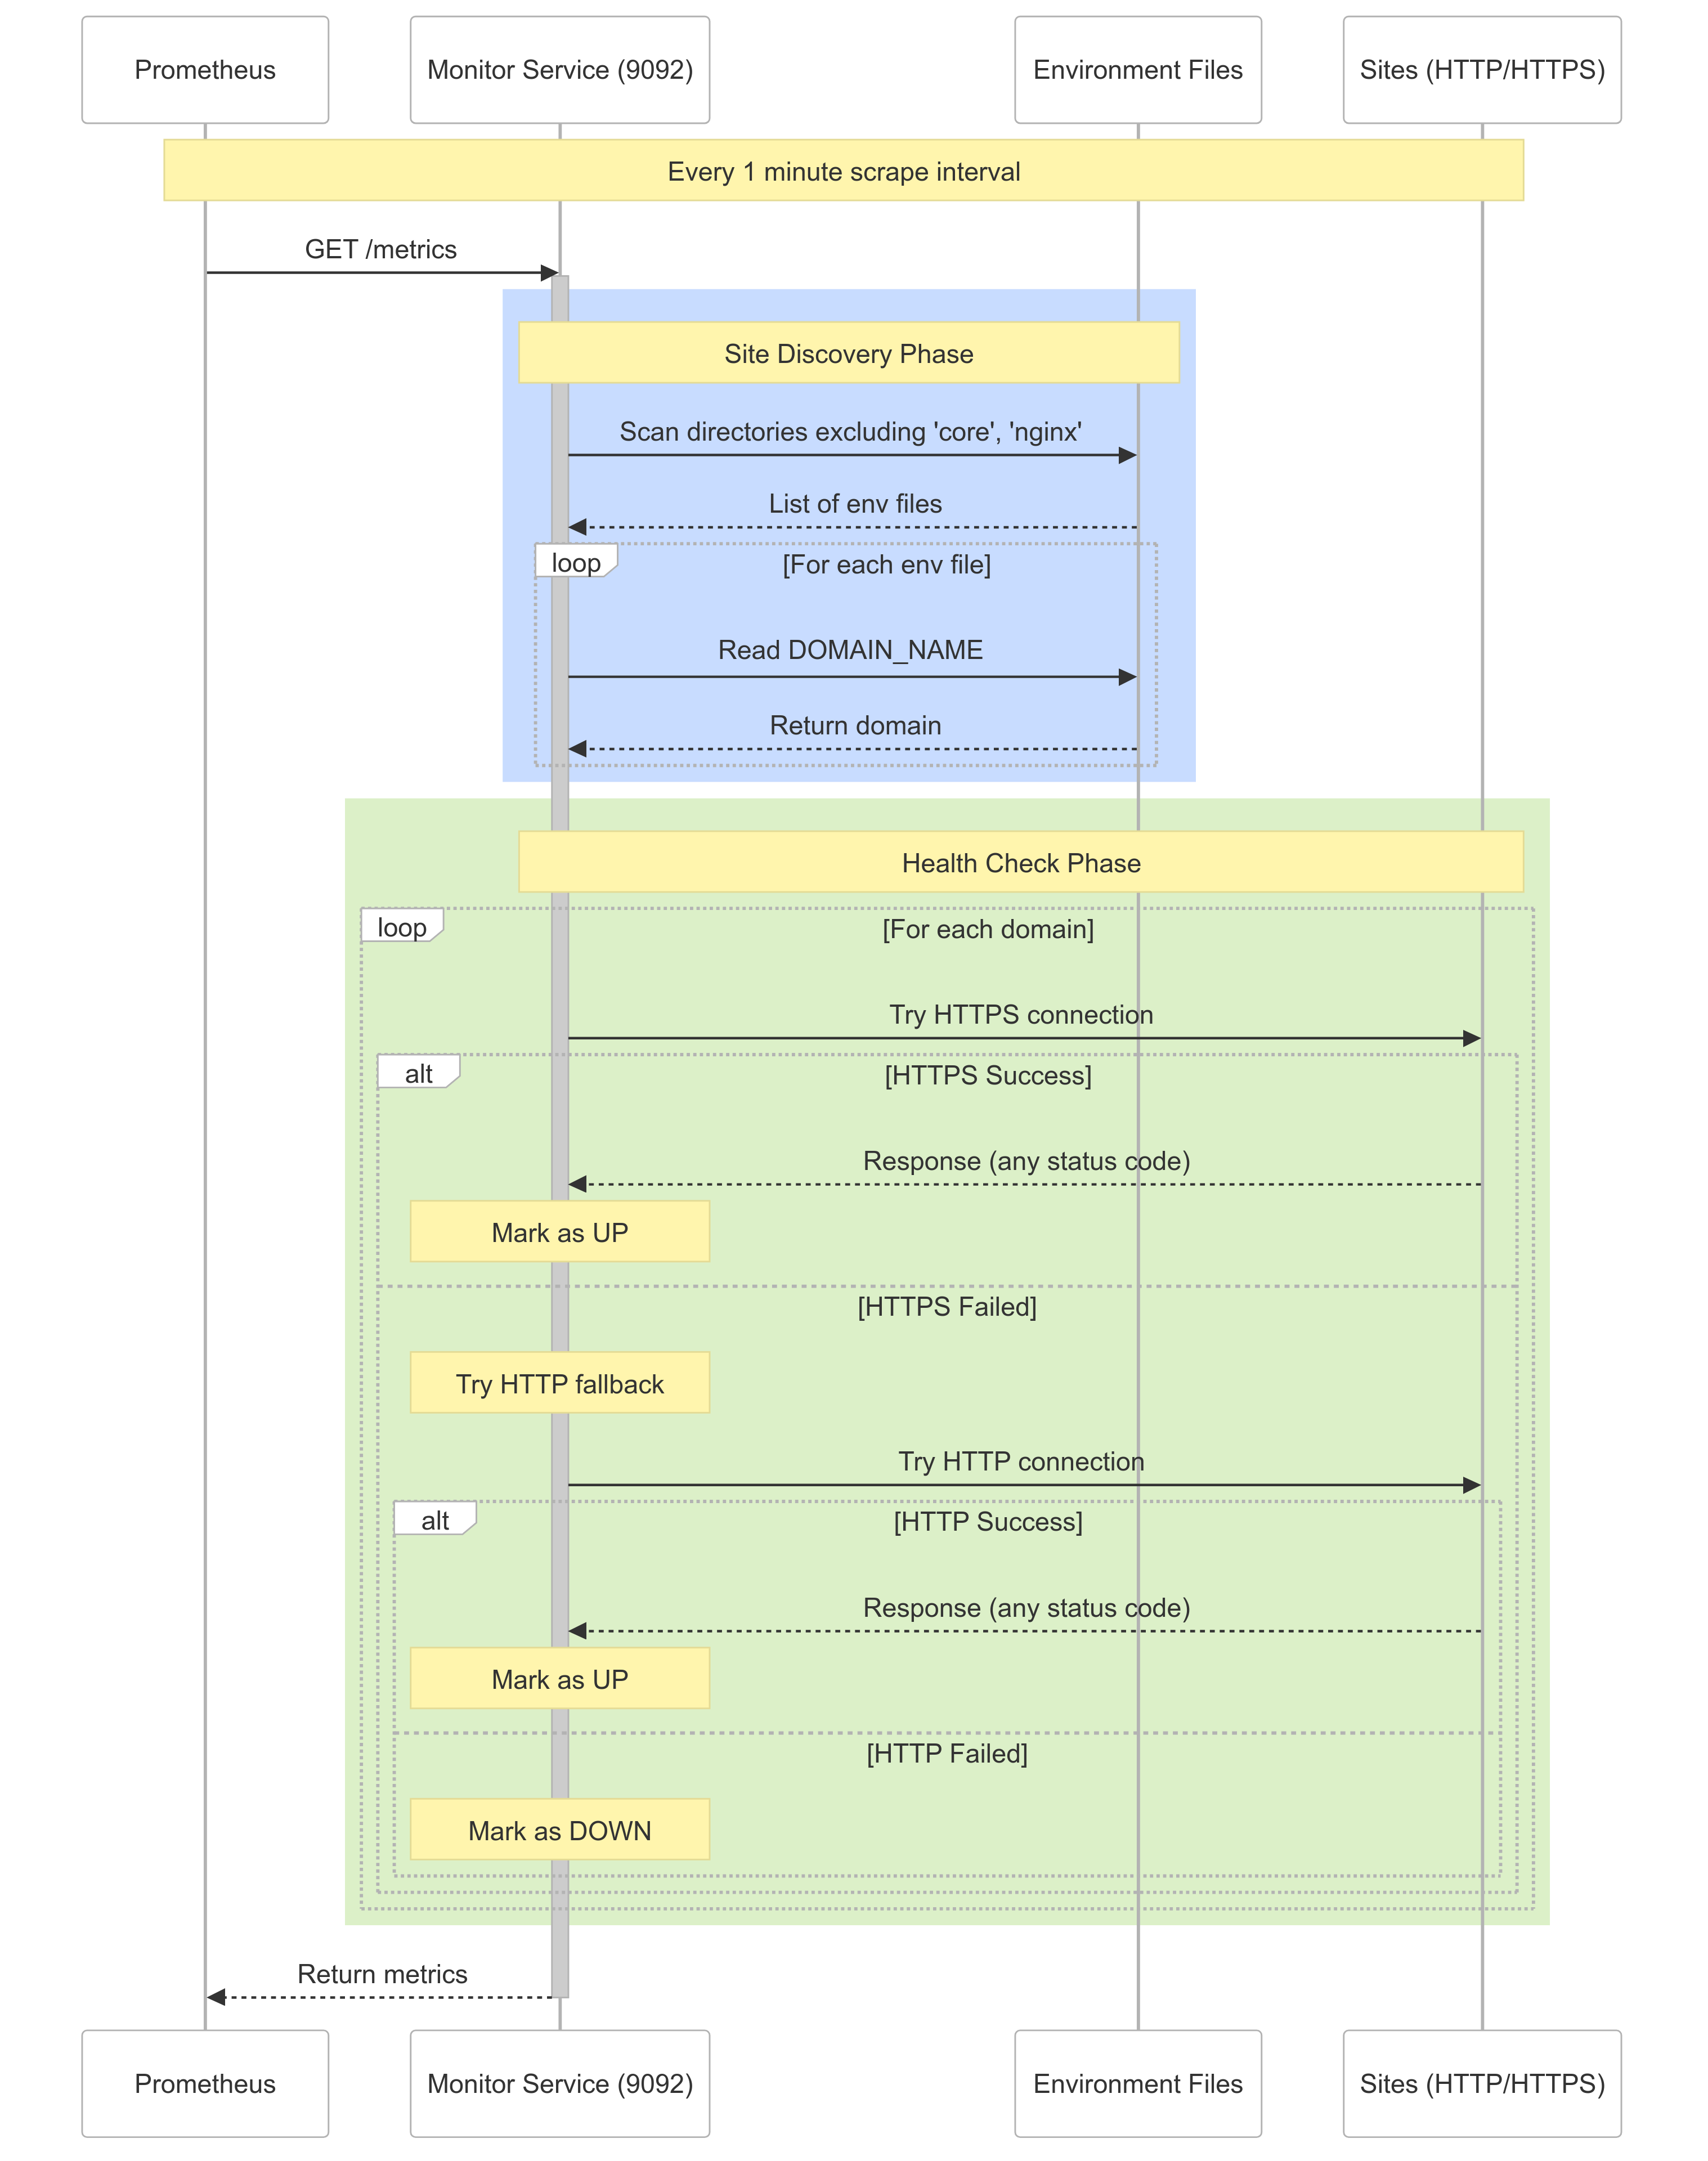 Prometheus
Monitor Service (9092)
Environment Files
Sites (HTTP/HTTPS)
Every 1 minute scrape interval
GET /metrics
Site Discovery Phase
Scan directories excluding 'core', 'nginx'
List of env files
loop
[For each env file]
Read DOMAIN_NAME
Return domain
Health Check Phase
loop
[For each domain]
Try HTTPS connection
alt
[HTTPS Success]
Response (any status code)
Mark as UP
[HTTPS Failed]
Try HTTP fallback
Try HTTP connection
alt
[HTTP Success]
Response (any status code)
Mark as UP
[HTTP Failed]
Mark as DOWN
Return metrics
Prometheus
Monitor Service (9092)
Environment Files
Sites (HTTP/HTTPS)